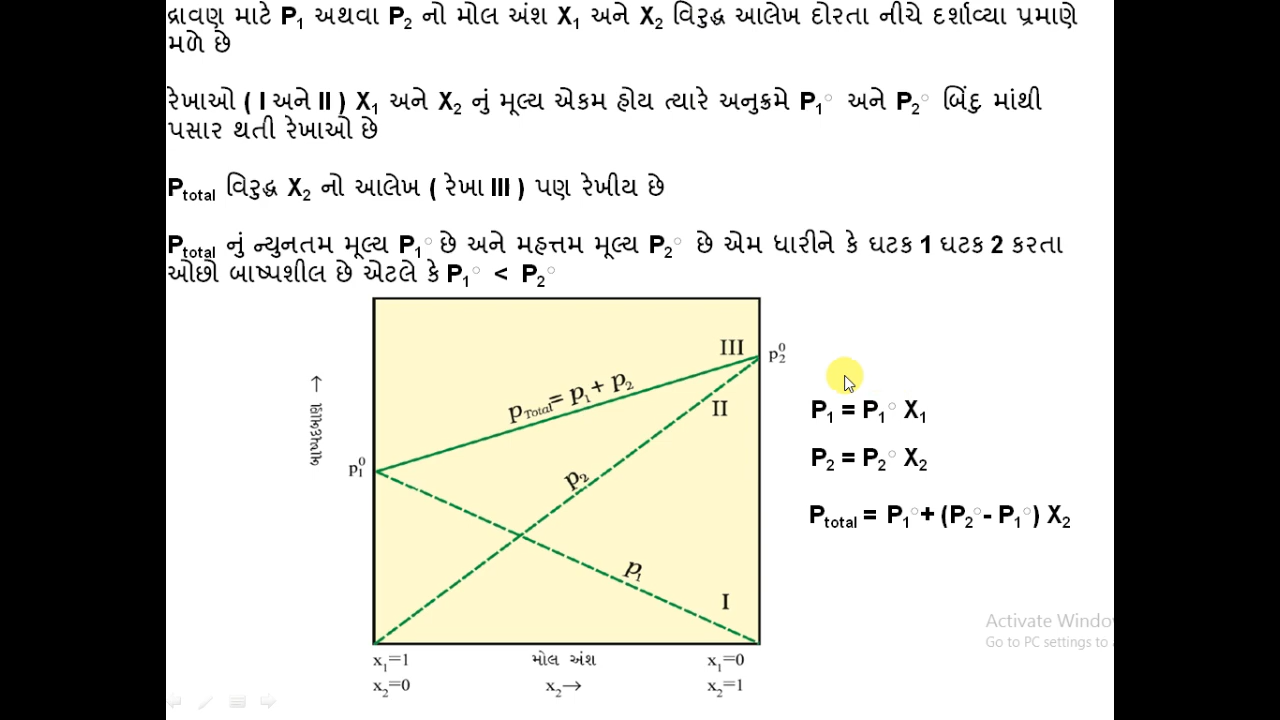 દ્રાવણ માટે P₁ અથવા P₂ નો મોલ અંશ X₁ અને X₂ વિરુદ્ધ આલેખ દોરતા નીચે દર્શાવ્યા પ્રમાણે
મળે છે
રેખાઓ ( I અને II ) X₁ અને X₂ નું મૂલ્ય એકમ હોય ત્યારે અનુક્રમે P₁○ અને P₂○ બિંદુ માંથી
પસાર થતી રેખાઓ છે
Ptotal વિરુદ્ધ X₂ નો આલેખ ( રેખા III ) પણ રેખીય છે
Ptotal નું ન્યુનતમ મૂલ્ય P₁○ છે અને મહત્તમ મૂલ્ય P₂○ છે એમ ધારીને કે ઘટક 1 ઘટક 2 કરતા
ઓછો બાષ્પશીલ છે એટલે કે P₁○ < P₂○
III
p₂⁰
pTotal= p₁ + p₂
II
બાષ્પદબાણ →
P₁ = P₁○ X₁
P₂ = P₂○ X₂
p₁⁰
p₂
Ptotal = P₁○+ (P₂○- P₁○) X₂
p₁
I
Activate Windo
Go to PC settings to
x₁=1 મોલ અંશ x₁=0
x₂=0 x₂→ x₂=1